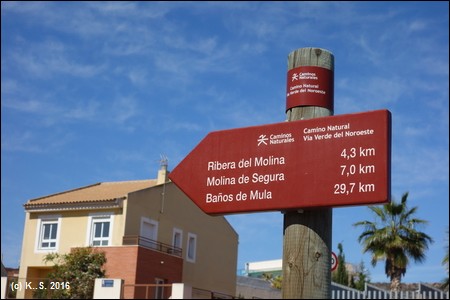 Caminos
Naturales
Camino Natural
Vía Verde del Noroeste
Caminos
Naturales
Camino Natural
Vía Verde del Noroeste
Ribera del Molina 4,3 km
Molina de Segura 7,0 km
Baños de Mula 29,7 km
(c) K..S. 2016